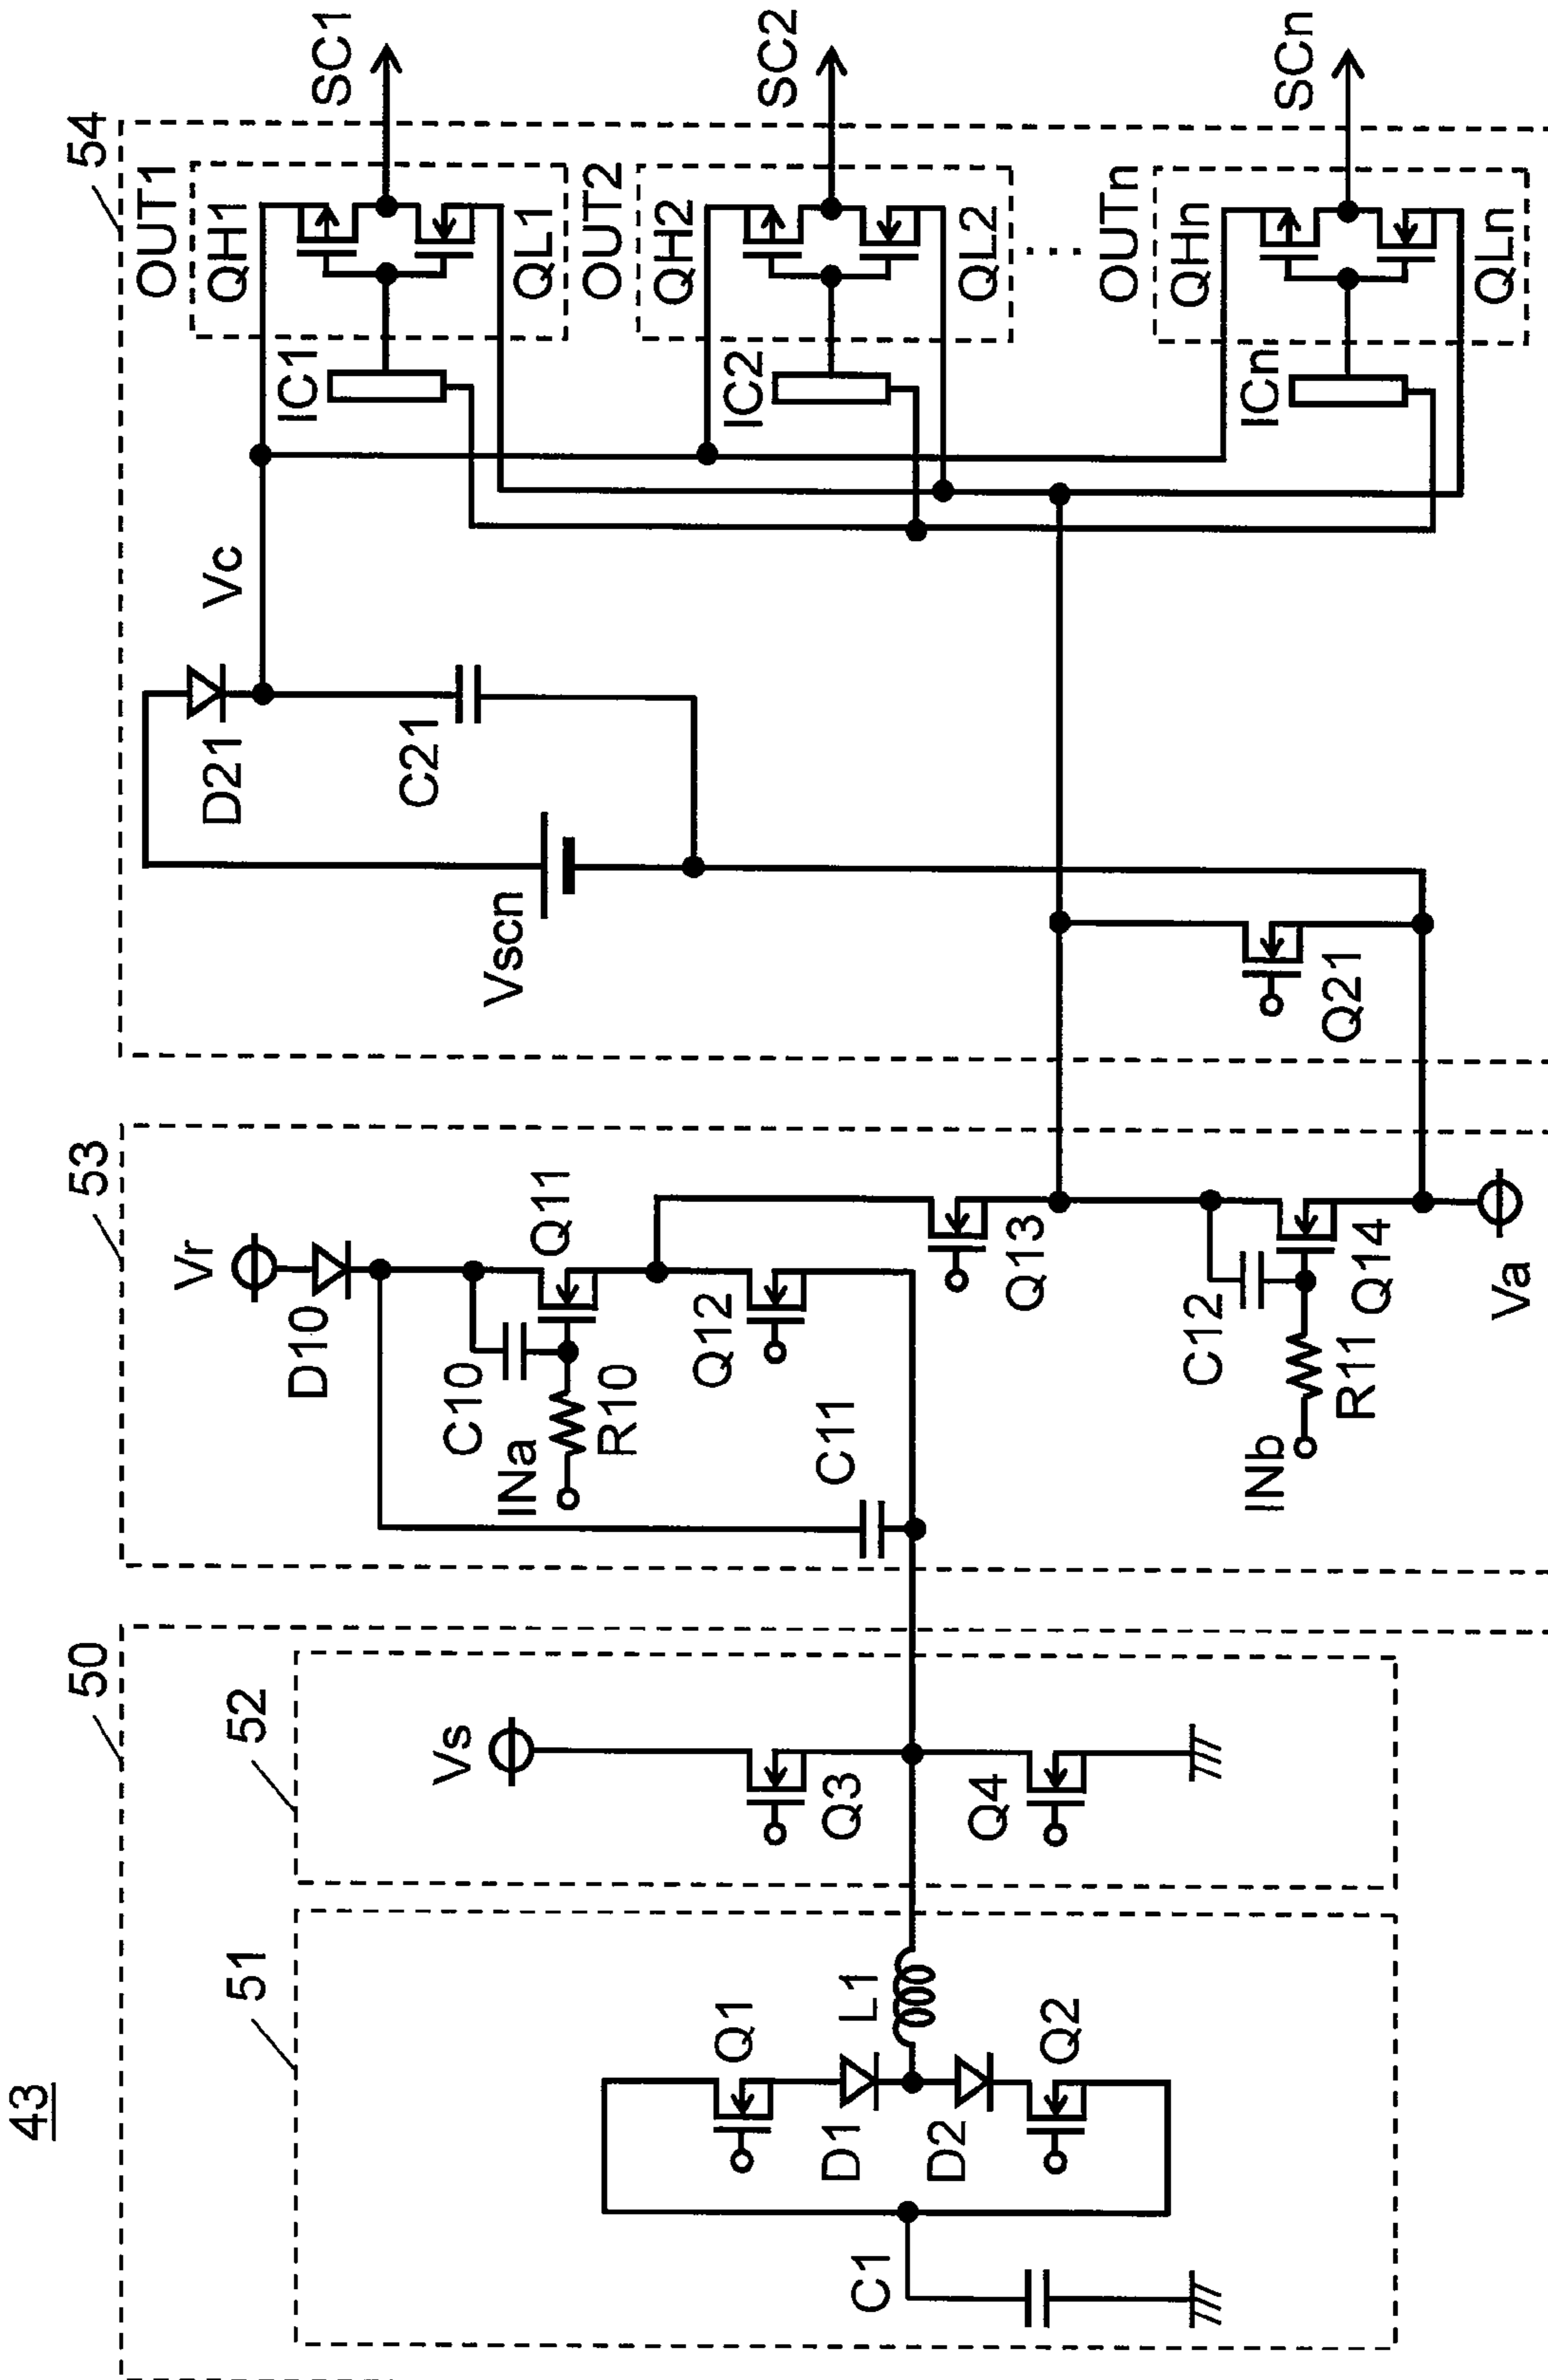 43
50
51
C1
Q1
D1
D2
Q2
L1
52
Vs
Q3
Q4
53
Vr
D10
C10
INa
R10
Q11
Q12
C11
Q13
C12
INb
R11
Q14
Va
54
Vscn
D21
C21
Q21
Vc
OUT1
QH1
QL1
IC1
SC1
OUT2
QH2
QL2
IC2
SC2
...
OUTn
QHn
QLn
ICn
SCn